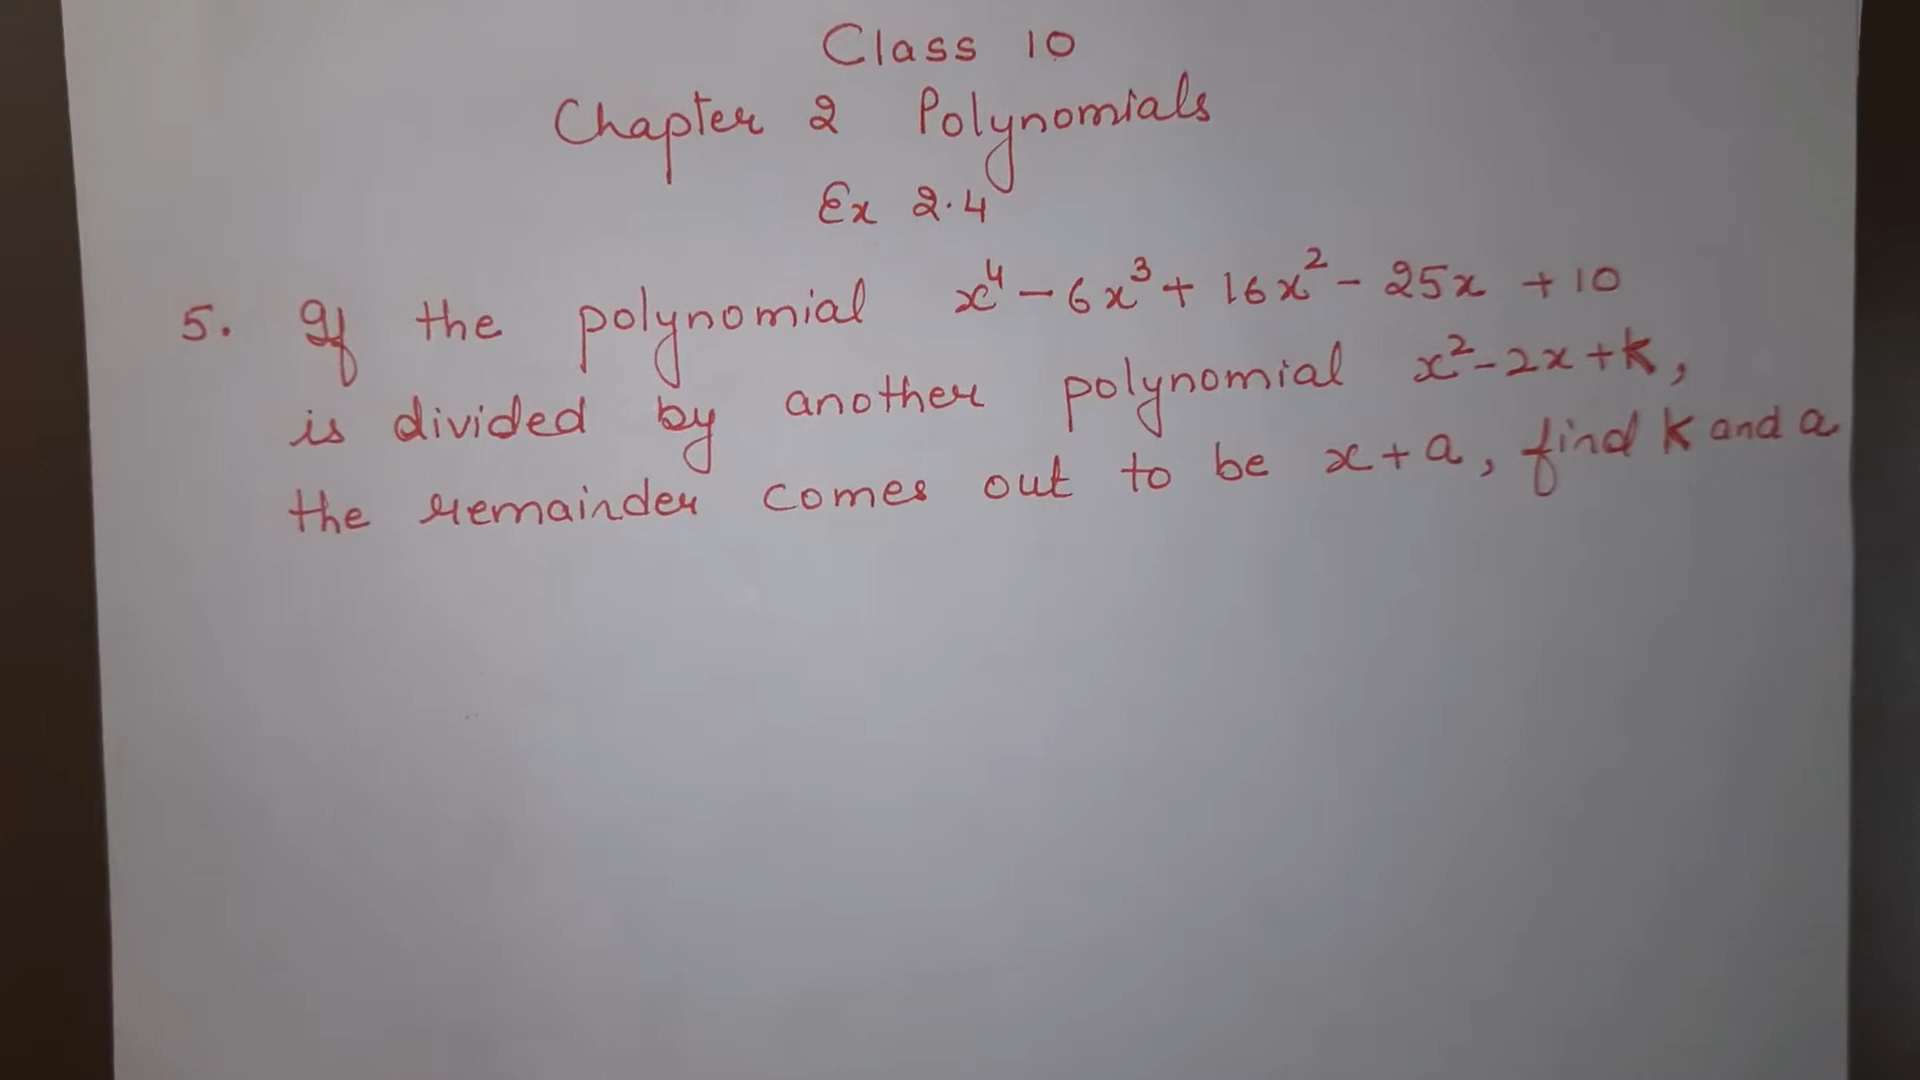 Class 10
Chapter 2 Polynomials
Ex 2.4
5. If the polynomial x⁴ - 6x³ + 16x² - 25x + 10
is divided by another polynomial x² - 2x + k,
the remainder comes out to be x + a, find k and a